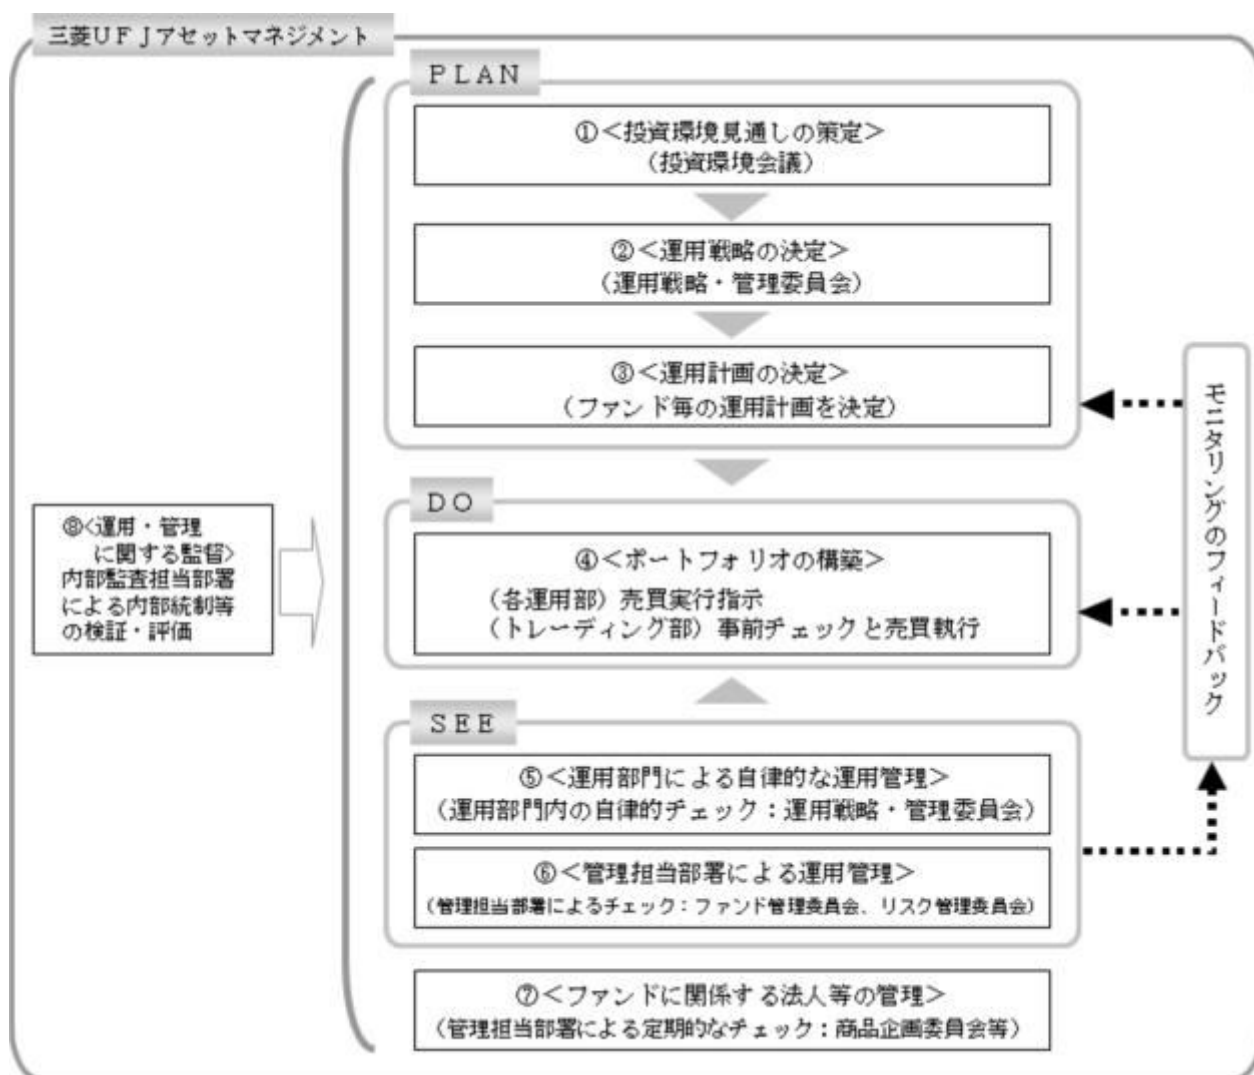 三菱ＵＦＪアセットマネジメント
ＰＬＡＮ
①＜投資環境見通しの策定＞
（投資環境会議）
②＜運用戦略の決定＞
（運用戦略・管理委員会）
③＜運用計画の決定＞
（ファンド毎の運用計画を決定）
ＤＯ
④＜ポートフォリオの構築＞
（各運用部）売買実行指示
（トレーディング部）事前チェックと売買執行
ＳＥＥ
⑤＜運用部門による自律的な運用管理＞
（運用部門内の自律的チェック：運用戦略・管理委員会）
⑥＜管理担当部署による運用管理＞
（管理担当部署によるチェック：ファンド管理委員会、リスク管理委員会）
⑦＜ファンドに関係する法人等の管理＞
（管理担当部署による定期的なチェック：商品企画委員会等）
⑧＜運用・管理
に関する監督＞
内部監査担当部署
による内部統制等
の検証・評価
モニタリングのフィードバック